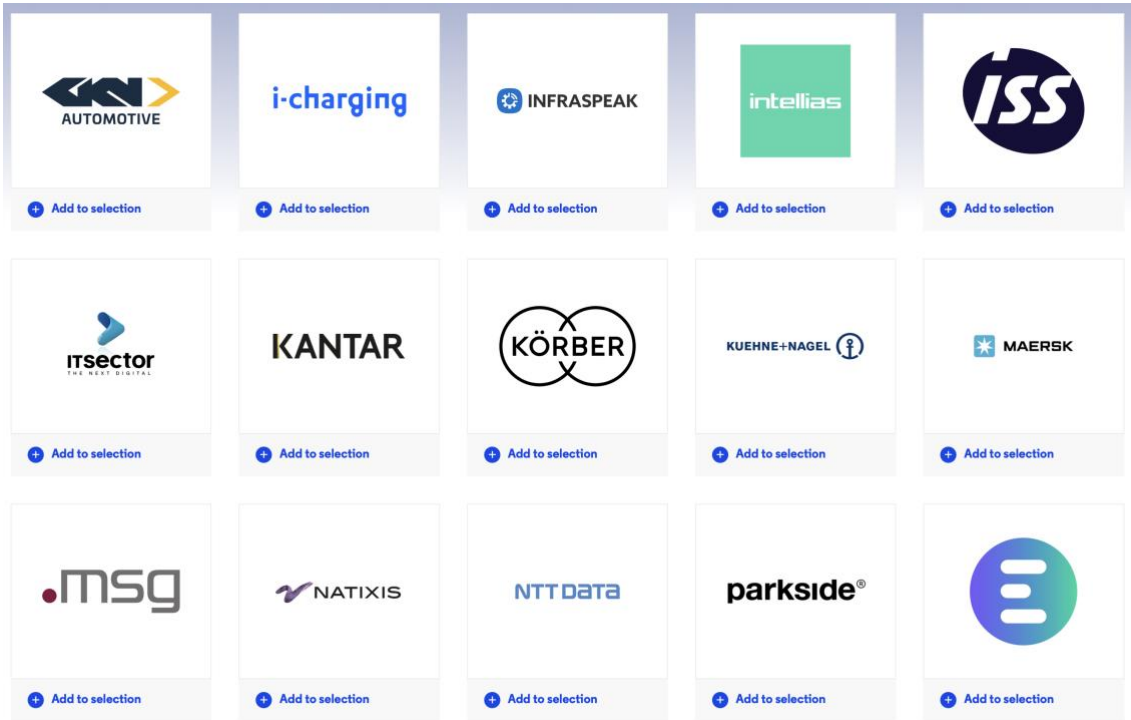 GKN
AUTOMOTIVE
i-charging
INFRASPEAK
intellias
iss
Add to selection
Add to selection
Add to selection
Add to selection
Add to selection
ITSector
THE NEXT DIGITAL
KANTAR
KÖRBER
KUEHNE+NAGEL
MAERSK
Add to selection
Add to selection
Add to selection
Add to selection
Add to selection
.msg
NATIXIS
NTT DATA
parkside®
E
Add to selection
Add to selection
Add to selection
Add to selection
Add to selection